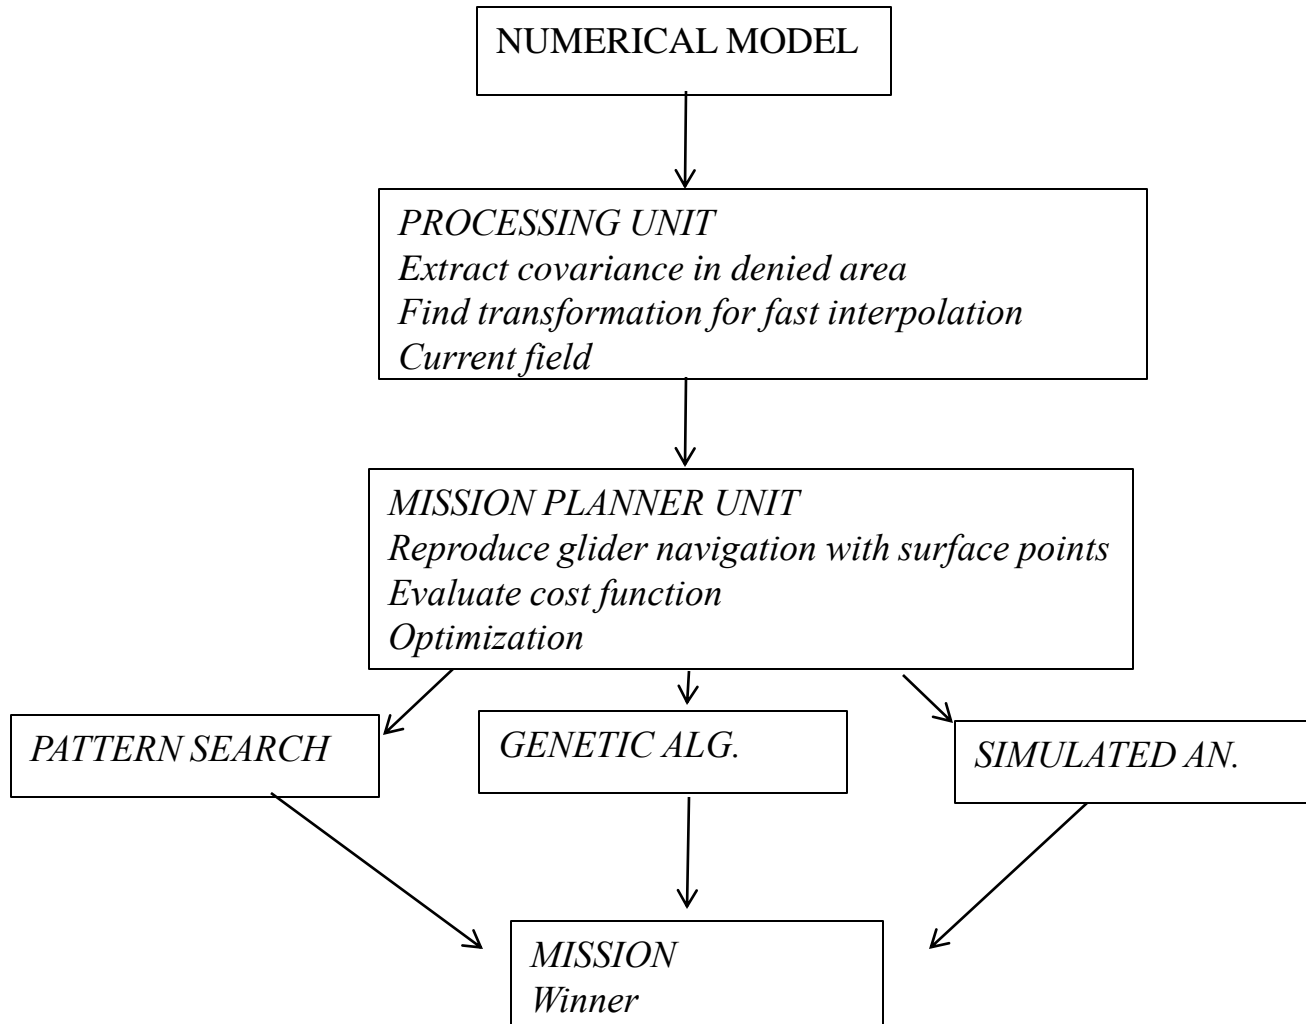 NUMERICAL MODEL
PROCESSING UNIT
Extract covariance in denied area
Find transformation for fast interpolation
Current field
MISSION PLANNER UNIT
Reproduce glider navigation with surface points
Evaluate cost function
Optimization
PATTERN SEARCH
GENETIC ALG.
SIMULATED AN.
MISSION
Winner